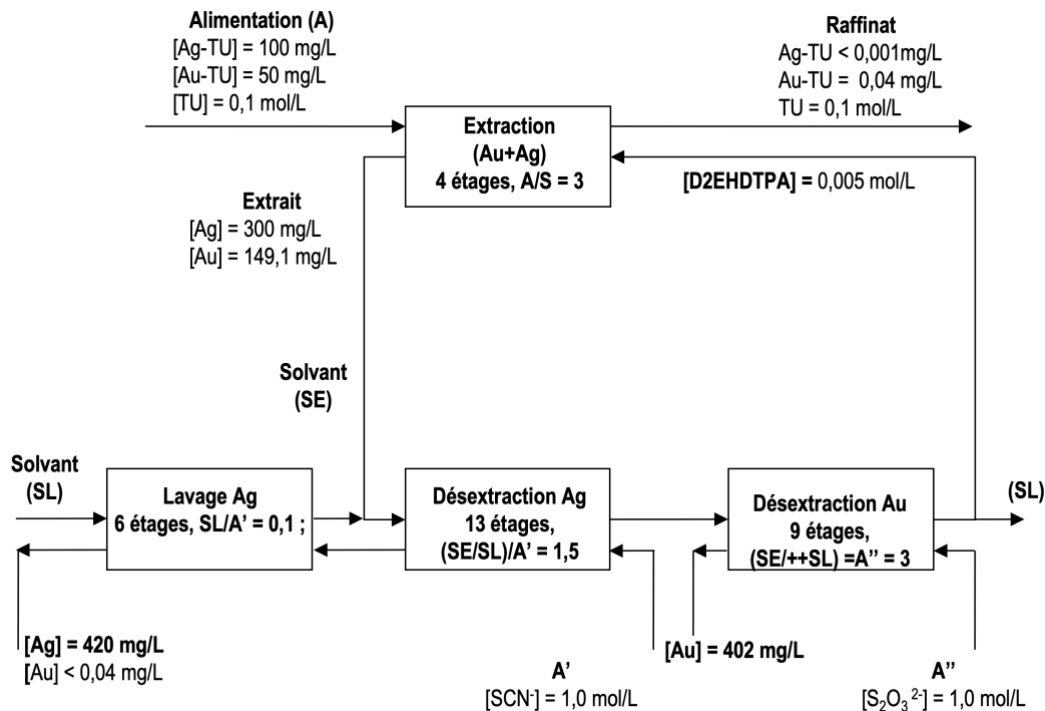 Alimentation (A)
[Ag-TU] = 100 mg/L
[Au-TU] = 50 mg/L
[TU] = 0,1 mol/L
Raffinat
Ag-TU < 0,001mg/L
Au-TU = 0,04 mg/L
TU = 0,1 mol/L
Extraction
(Au+Ag)
4 étages, A/S = 3
[D2EHDTPA] = 0,005 mol/L
Extrait
[Ag] = 300 mg/L
[Au] = 149,1 mg/L
Solvant
(SE)
Solvant
(SL)
Lavage Ag
6 étages, SL/A' = 0,1 ;
Désextraction Ag
13 étages,
(SE/SL)/A' = 1,5
Désextraction Au
9 étages,
(SE/++SL) =A'' = 3
(SL)
[Ag] = 420 mg/L
[Au] < 0,04 mg/L
A'
[SCN⁻] = 1,0 mol/L
[Au] = 402 mg/L
A''
[S₂O₃ ²⁻] = 1,0 mol/L